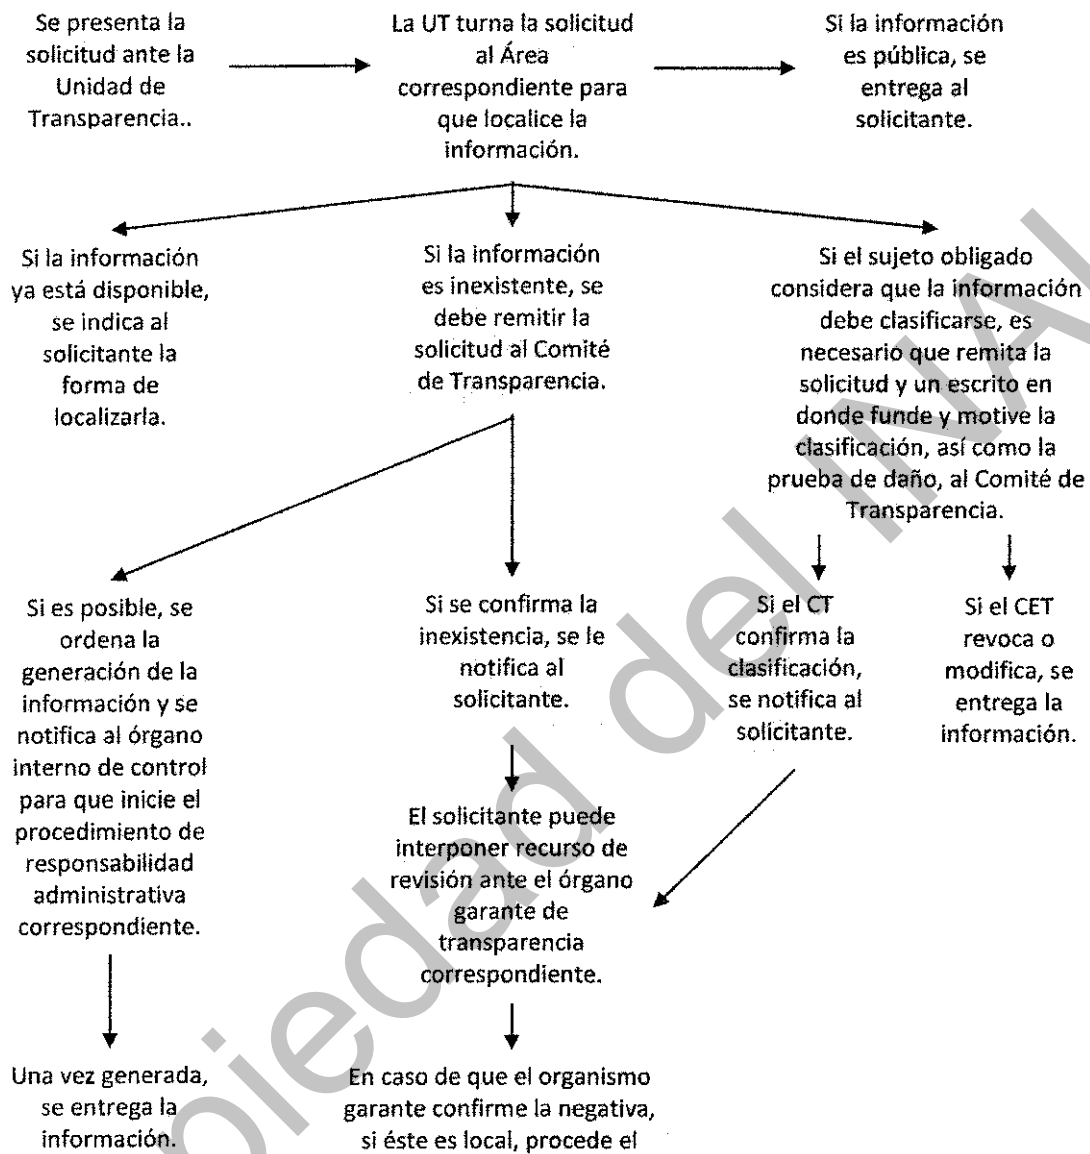 Se presenta la
solicitud ante la
Unidad de
Transparencia..
La UT turna la solicitud
al Área
correspondiente para
que localice la
información.
Si la información
es pública, se
entrega al
solicitante.
Si la información
ya está disponible,
se indica al
solicitante la
forma de
localizarla.
Si la información
es inexistente, se
debe remitir la
solicitud al Comité
de Transparencia.
Si el sujeto obligado
considera que la información
debe clasificarse, es
necesario que remita la
solicitud y un escrito en
donde funde y motive la
clasificación, así como la
prueba de daño, al Comité de
Transparencia.
Si es posible, se
ordena la
generación de la
información y se
notifica al órgano
interno de control
para que inicie el
procedimiento de
responsabilidad
administrativa
correspondiente.
Si se confirma la
inexistencia, se le
notifica al
solicitante.
Si el CT
confirma la
clasificación,
se notifica al
solicitante.
Si el CET
revoca o
modifica, se
entrega la
información.
El solicitante puede
interponer recurso de
revisión ante el órgano
garante de
transparencia
correspondiente.
Una vez generada,
se entrega la
información.
En caso de que el organismo
garante confirme la negativa,
si éste es local, procede el
piedad del INA